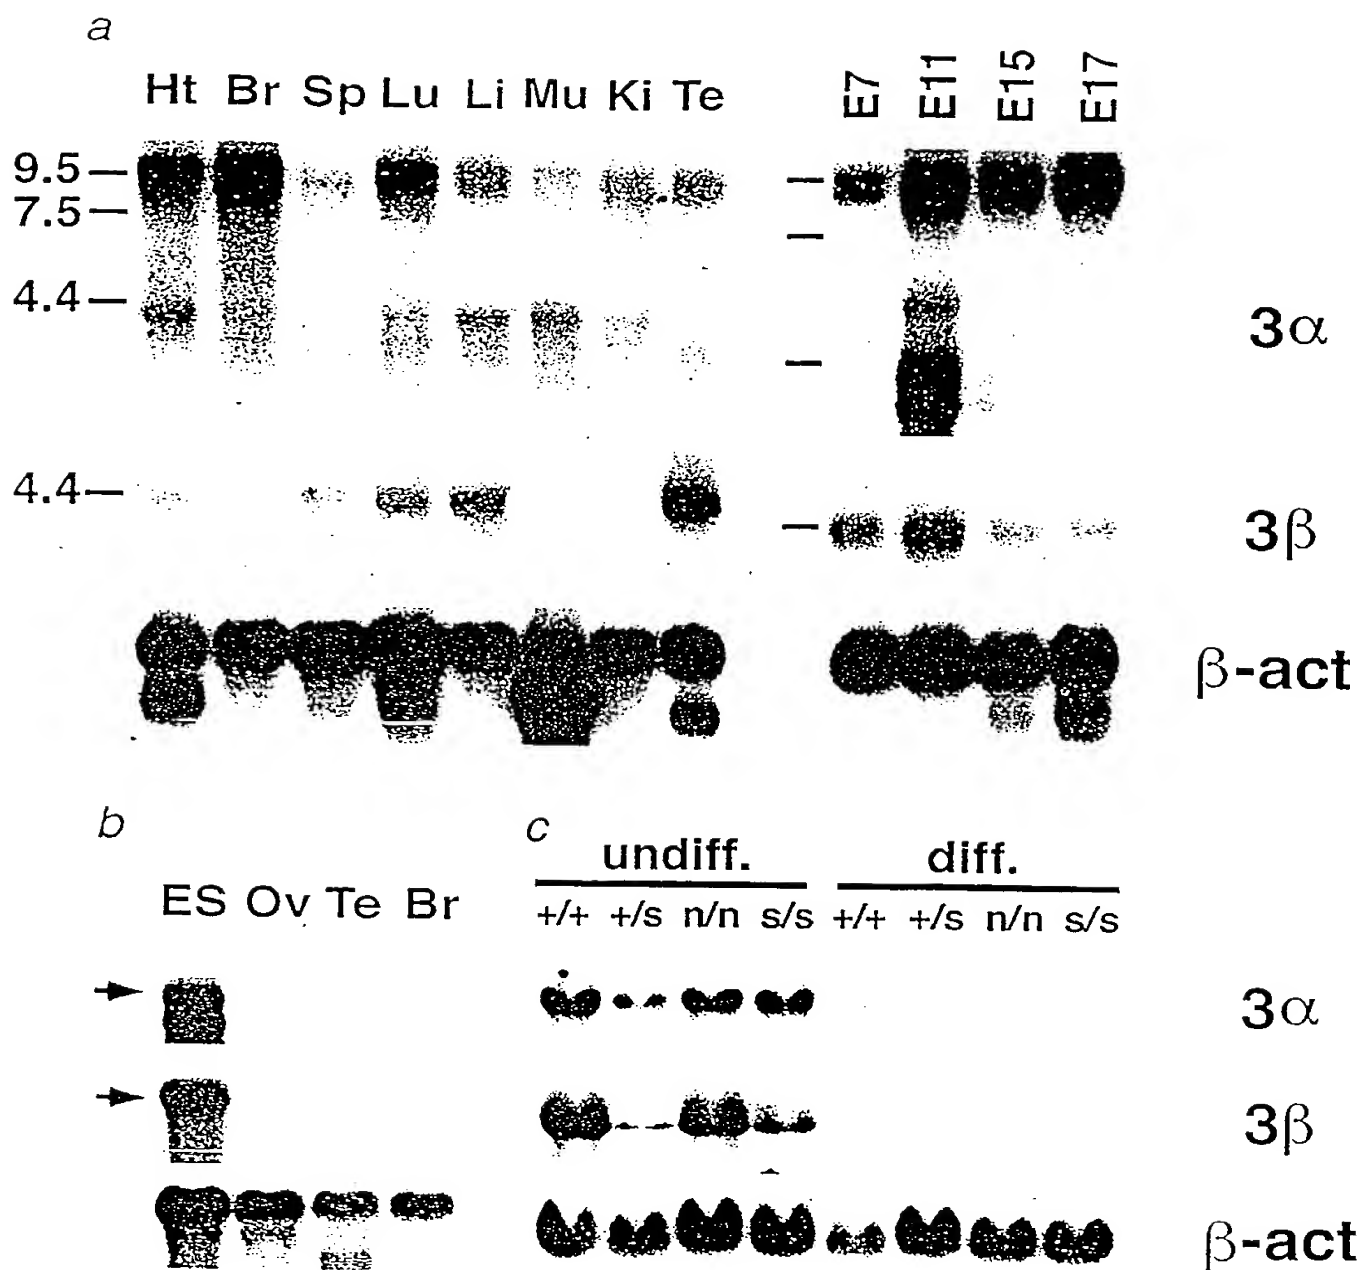 a
Ht Br Sp Lu Li Mu Ki Te E7 E11 E15 E17
9.5
7.5
4.4
3α
4.4
3β
β-act
b
c
undiff. diff.
ES Ov Te Br +/+ +/s n/n s/s +/+ +/s n/n s/s
3α
3β
β-act